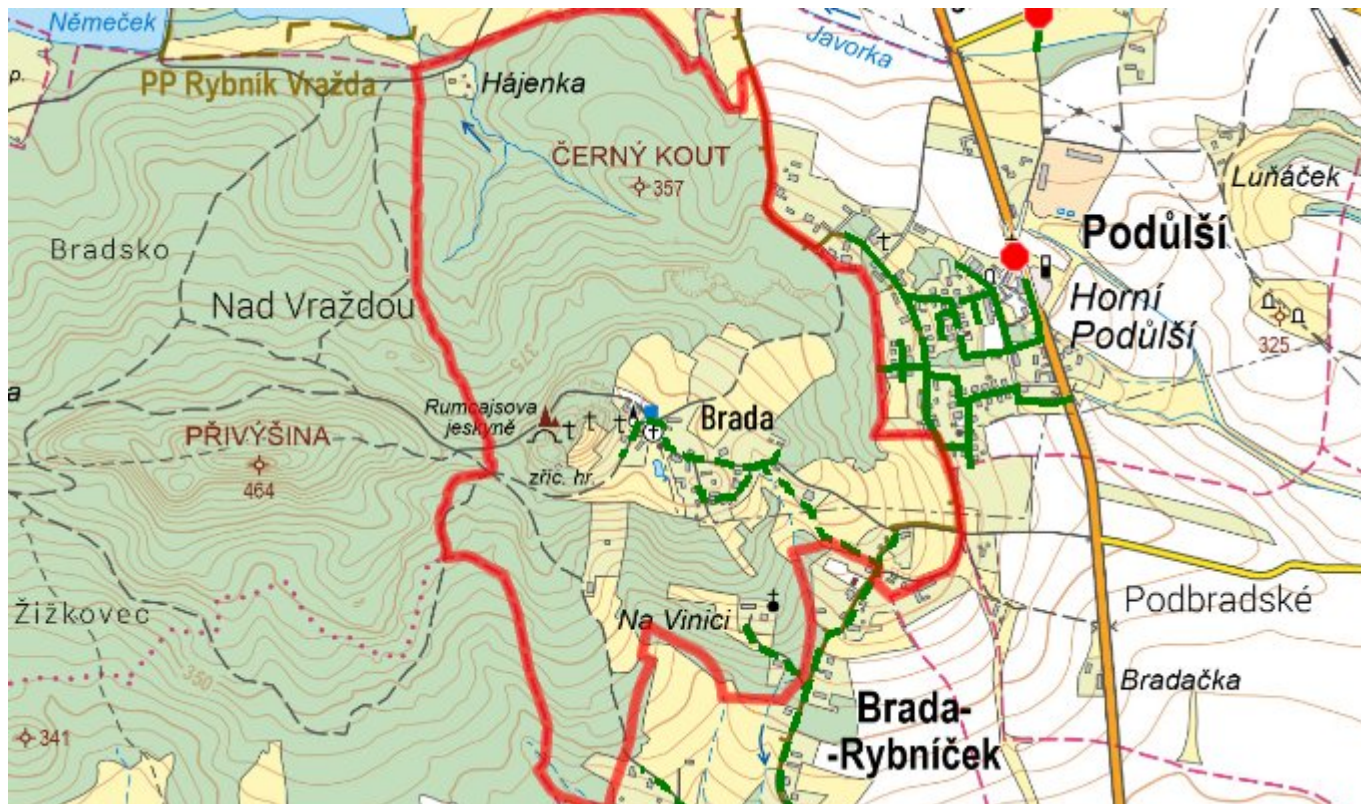 Němeček
Javorka
p.
PP Rybník Vražda
Hájenka
ČERNÝ KOUT
357
Luňáček
Bradsko
Podůlší
Nad Vraždou
Horní
Podůlší
325
315
a
Rumcajsova
jeskyně
Brada
PŘIVÝŠINA
464
zříc. hr.
Žižkovec
Na Vinici
Podbradské
350
Bradačka
341
Brada-
-Rybníček